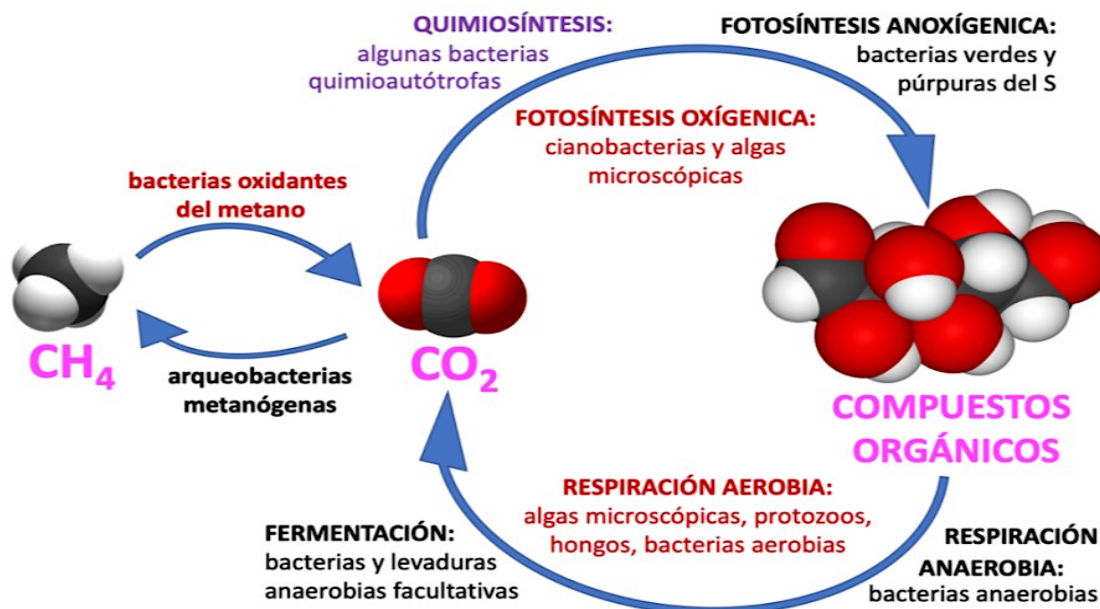 QUIMIOSÍNTESIS:
algunas bacterias
quimioautótrofas
FOTOSÍNTESIS ANOXÍGENICA:
bacterias verdes y
púrpuras del S
FOTOSÍNTESIS OXÍGENICA:
cianobacterias y algas
microscópicas
bacterias oxidantes
del metano
CH₄
CO₂
arqueobacterias
metanógenas
COMPUESTOS
ORGÁNICOS
RESPIRACIÓN AEROBIA:
algas microscópicas, protozoos,
hongos, bacterias aerobias
FERMENTACIÓN:
bacterias y levaduras
anaerobias facultativas
RESPIRACIÓN
ANAEROBIA:
bacterias anaerobias